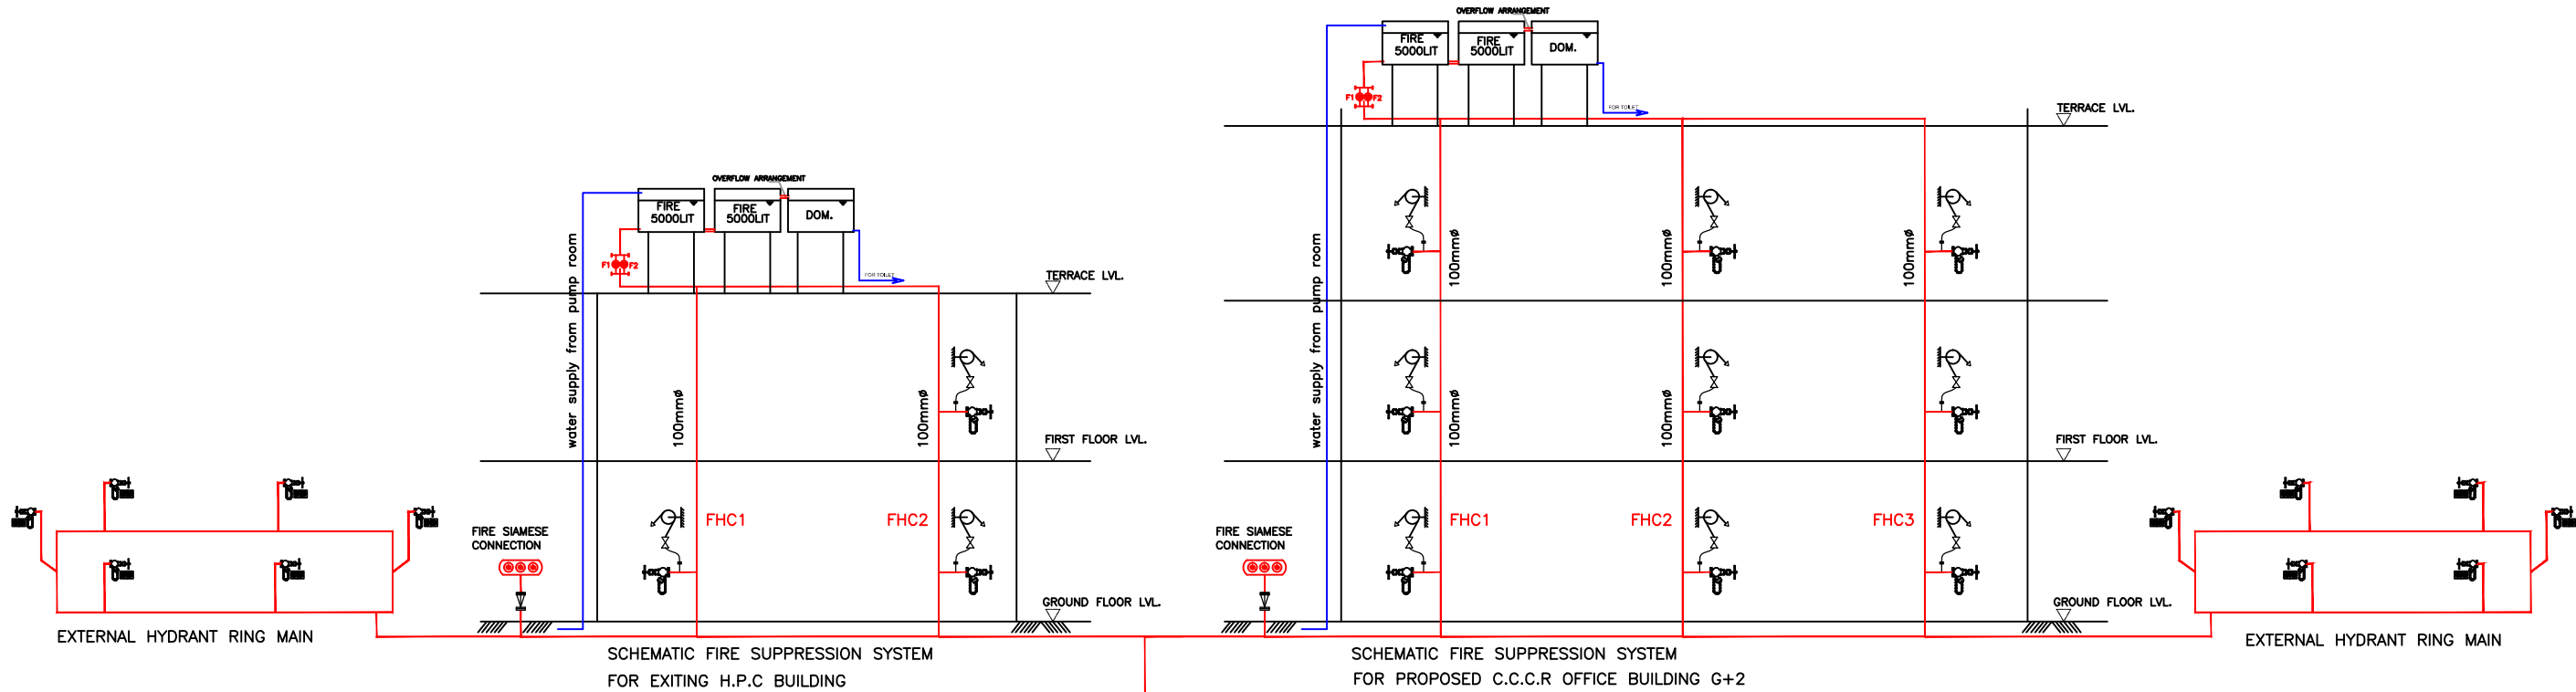 OVERFLOW ARRANGEMENT
FIRE
5000LIT
FIRE
5000LIT
DOM.
F1
F2
FOR TOILET
TERRACE LVL.
water supply from pump room
100mmØ
100mmØ
FIRST FLOOR LVL.
FHC1
FHC2
FIRE SIAMESE
CONNECTION
GROUND FLOOR LVL.
EXTERNAL HYDRANT RING MAIN
SCHEMATIC FIRE SUPPRESSION SYSTEM
FOR EXITING H.P.C BUILDING
OVERFLOW ARRANGEMENT
FIRE
5000LIT
FIRE
5000LIT
DOM.
F1
F2
FOR TOILET
TERRACE LVL.
water supply from pump room
100mmØ
100mmØ
100mmØ
100mmØ
100mmØ
100mmØ
FIRST FLOOR LVL.
FHC1
FHC2
FHC3
FIRE SIAMESE
CONNECTION
GROUND FLOOR LVL.
EXTERNAL HYDRANT RING MAIN
SCHEMATIC FIRE SUPPRESSION SYSTEM
FOR PROPOSED C.C.C.R OFFICE BUILDING G+2